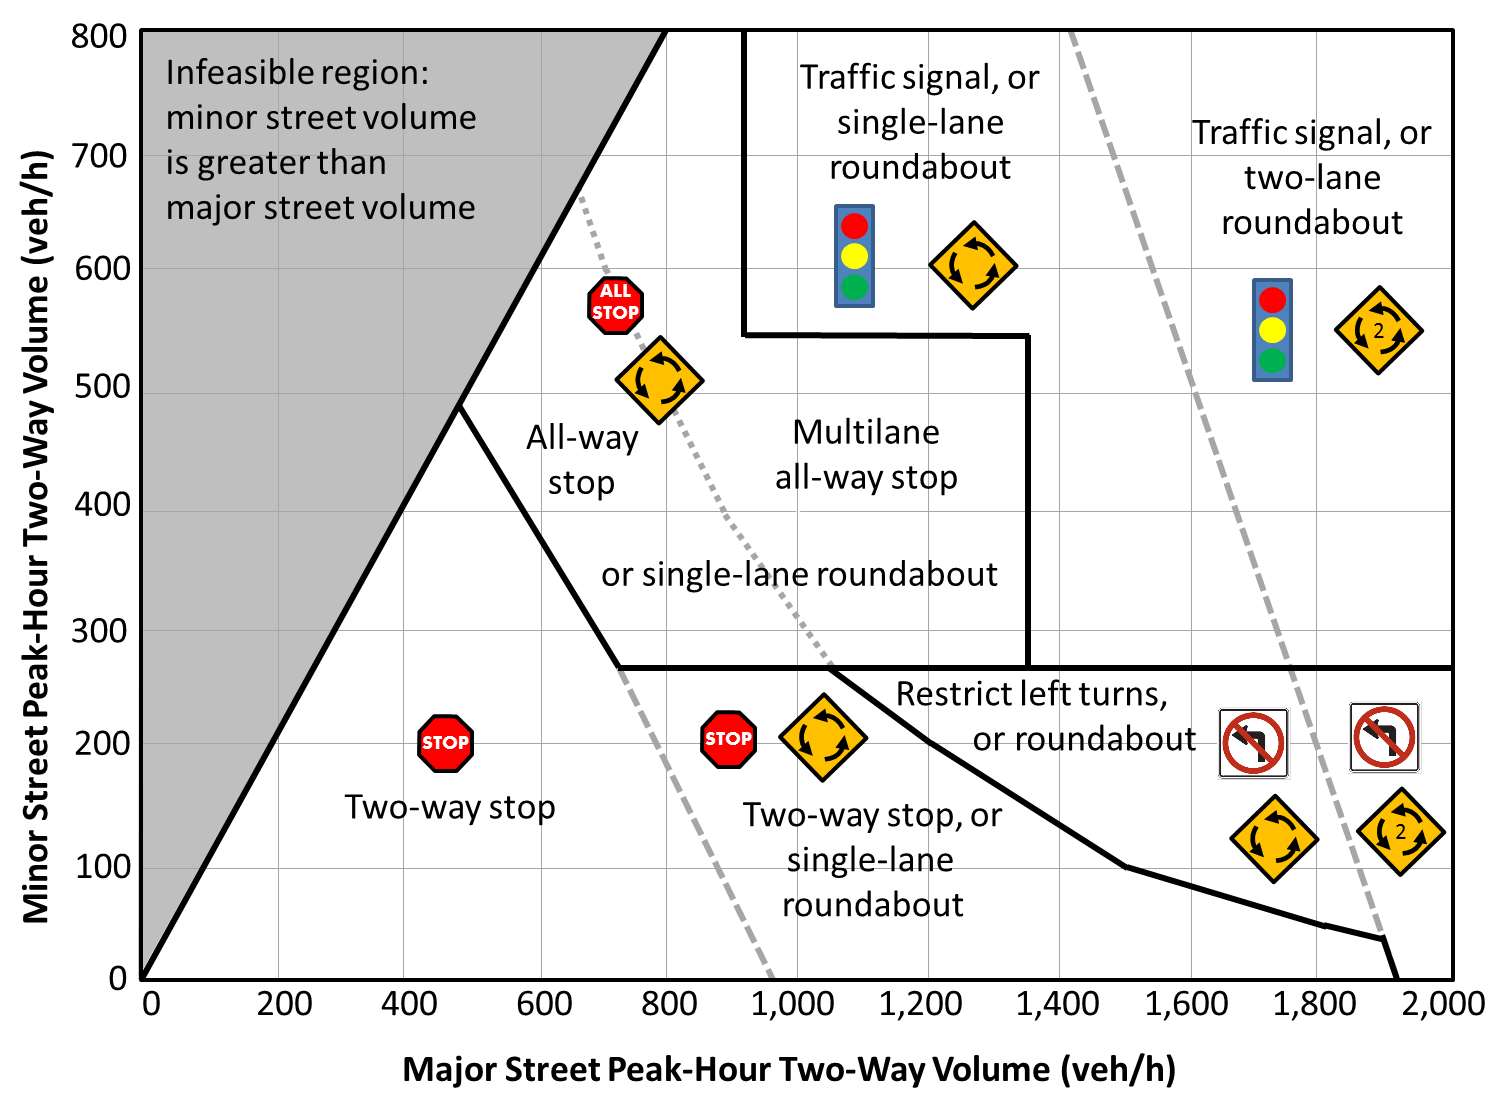 800
700
600
500
400
300
200
100
0
Minor Street Peak-Hour Two-Way Volume (veh/h)
Infeasible region:
minor street volume
is greater than
major street volume
Traffic signal, or
single-lane
roundabout
Traffic signal, or
two-lane
roundabout
2
ALL
STOP
All-way
stop
Multilane
all-way stop
or single-lane roundabout
Restrict left turns,
or roundabout
STOP
Two-way stop
STOP
Two-way stop, or
single-lane
roundabout
2
0
200
400
600
800
1,000
1,200
1,400
1,600
1,800
2,000
Major Street Peak-Hour Two-Way Volume (veh/h)